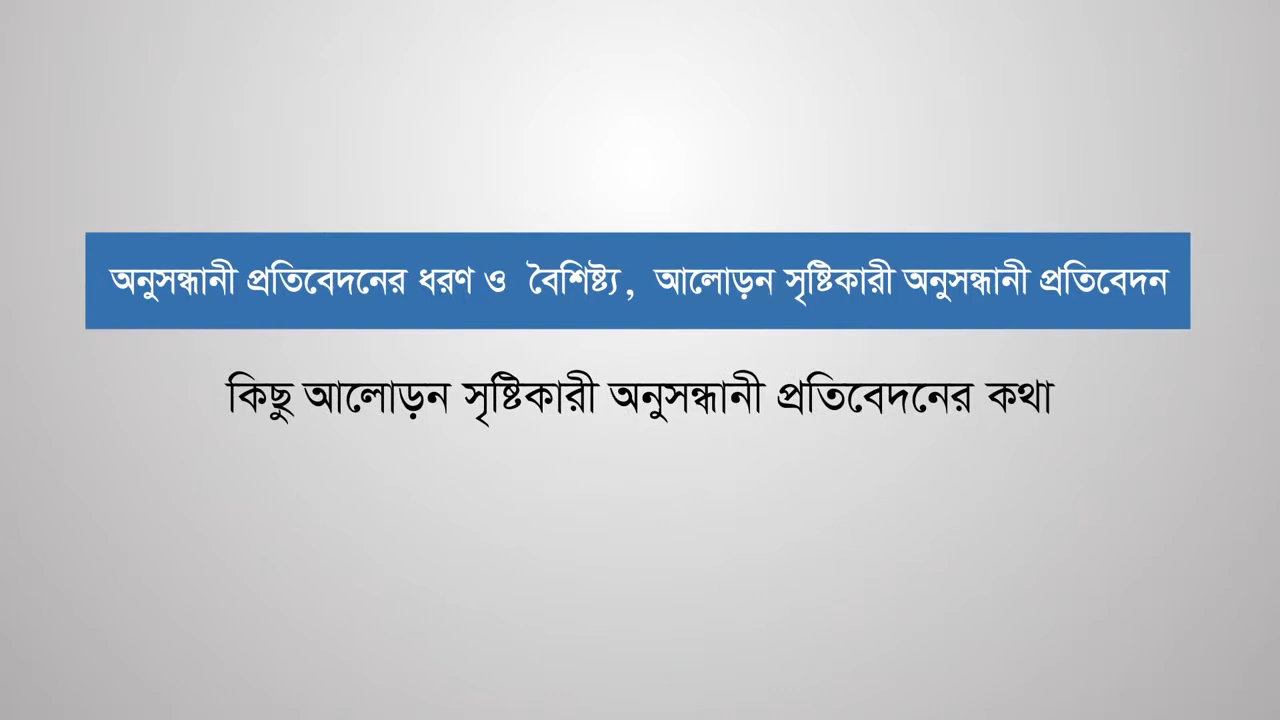 অনুসন্ধানী প্রতিবেদনের ধরণ ও বৈশিষ্ট্য, আলোড়ন সৃষ্টিকারী অনুসন্ধানী প্রতিবেদন
কিছু আলোড়ন সৃষ্টিকারী অনুসন্ধানী প্রতিবেদনের কথা